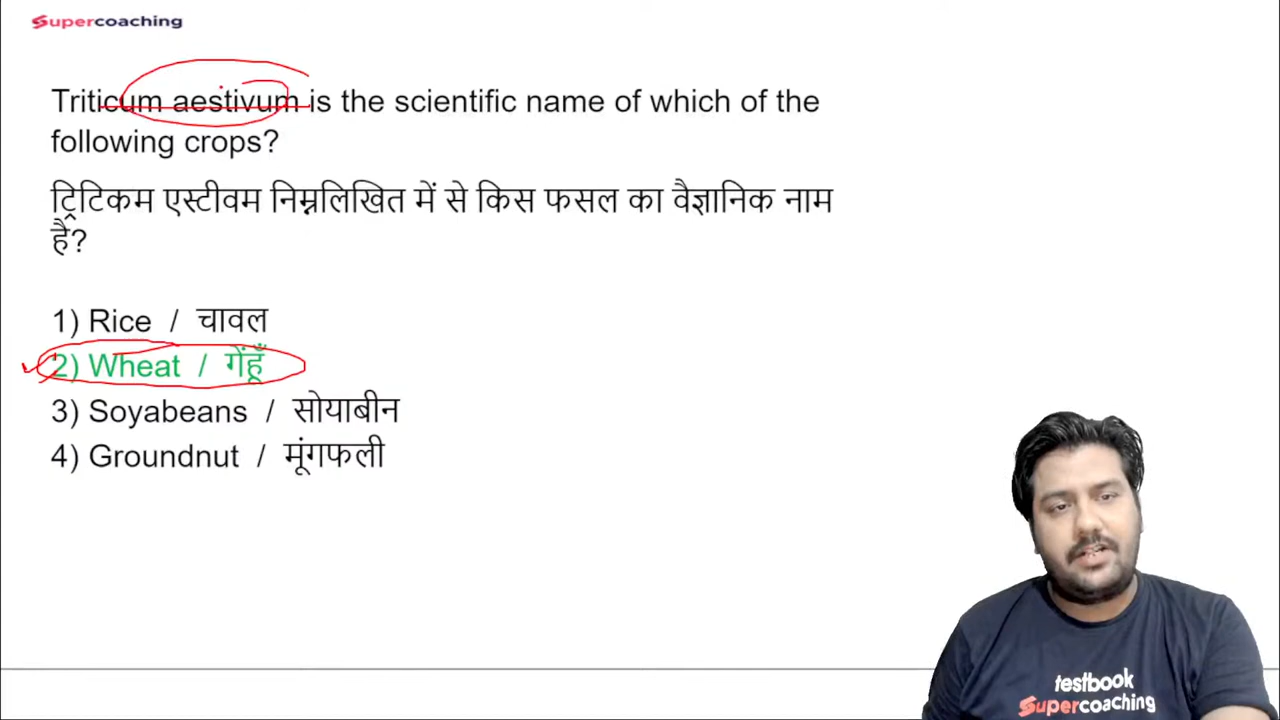 Supercoaching
Triticum aestivum is the scientific name of which of the
following crops?
ट्रिटिकम एस्टीवम निम्नलिखित में से किस फसल का वैज्ञानिक नाम
है?
1) Rice / चावल
2) Wheat / गेंहूँ
3) Soyabeans / सोयाबीन
4) Groundnut / मूंगफली
testbook
Supercoaching